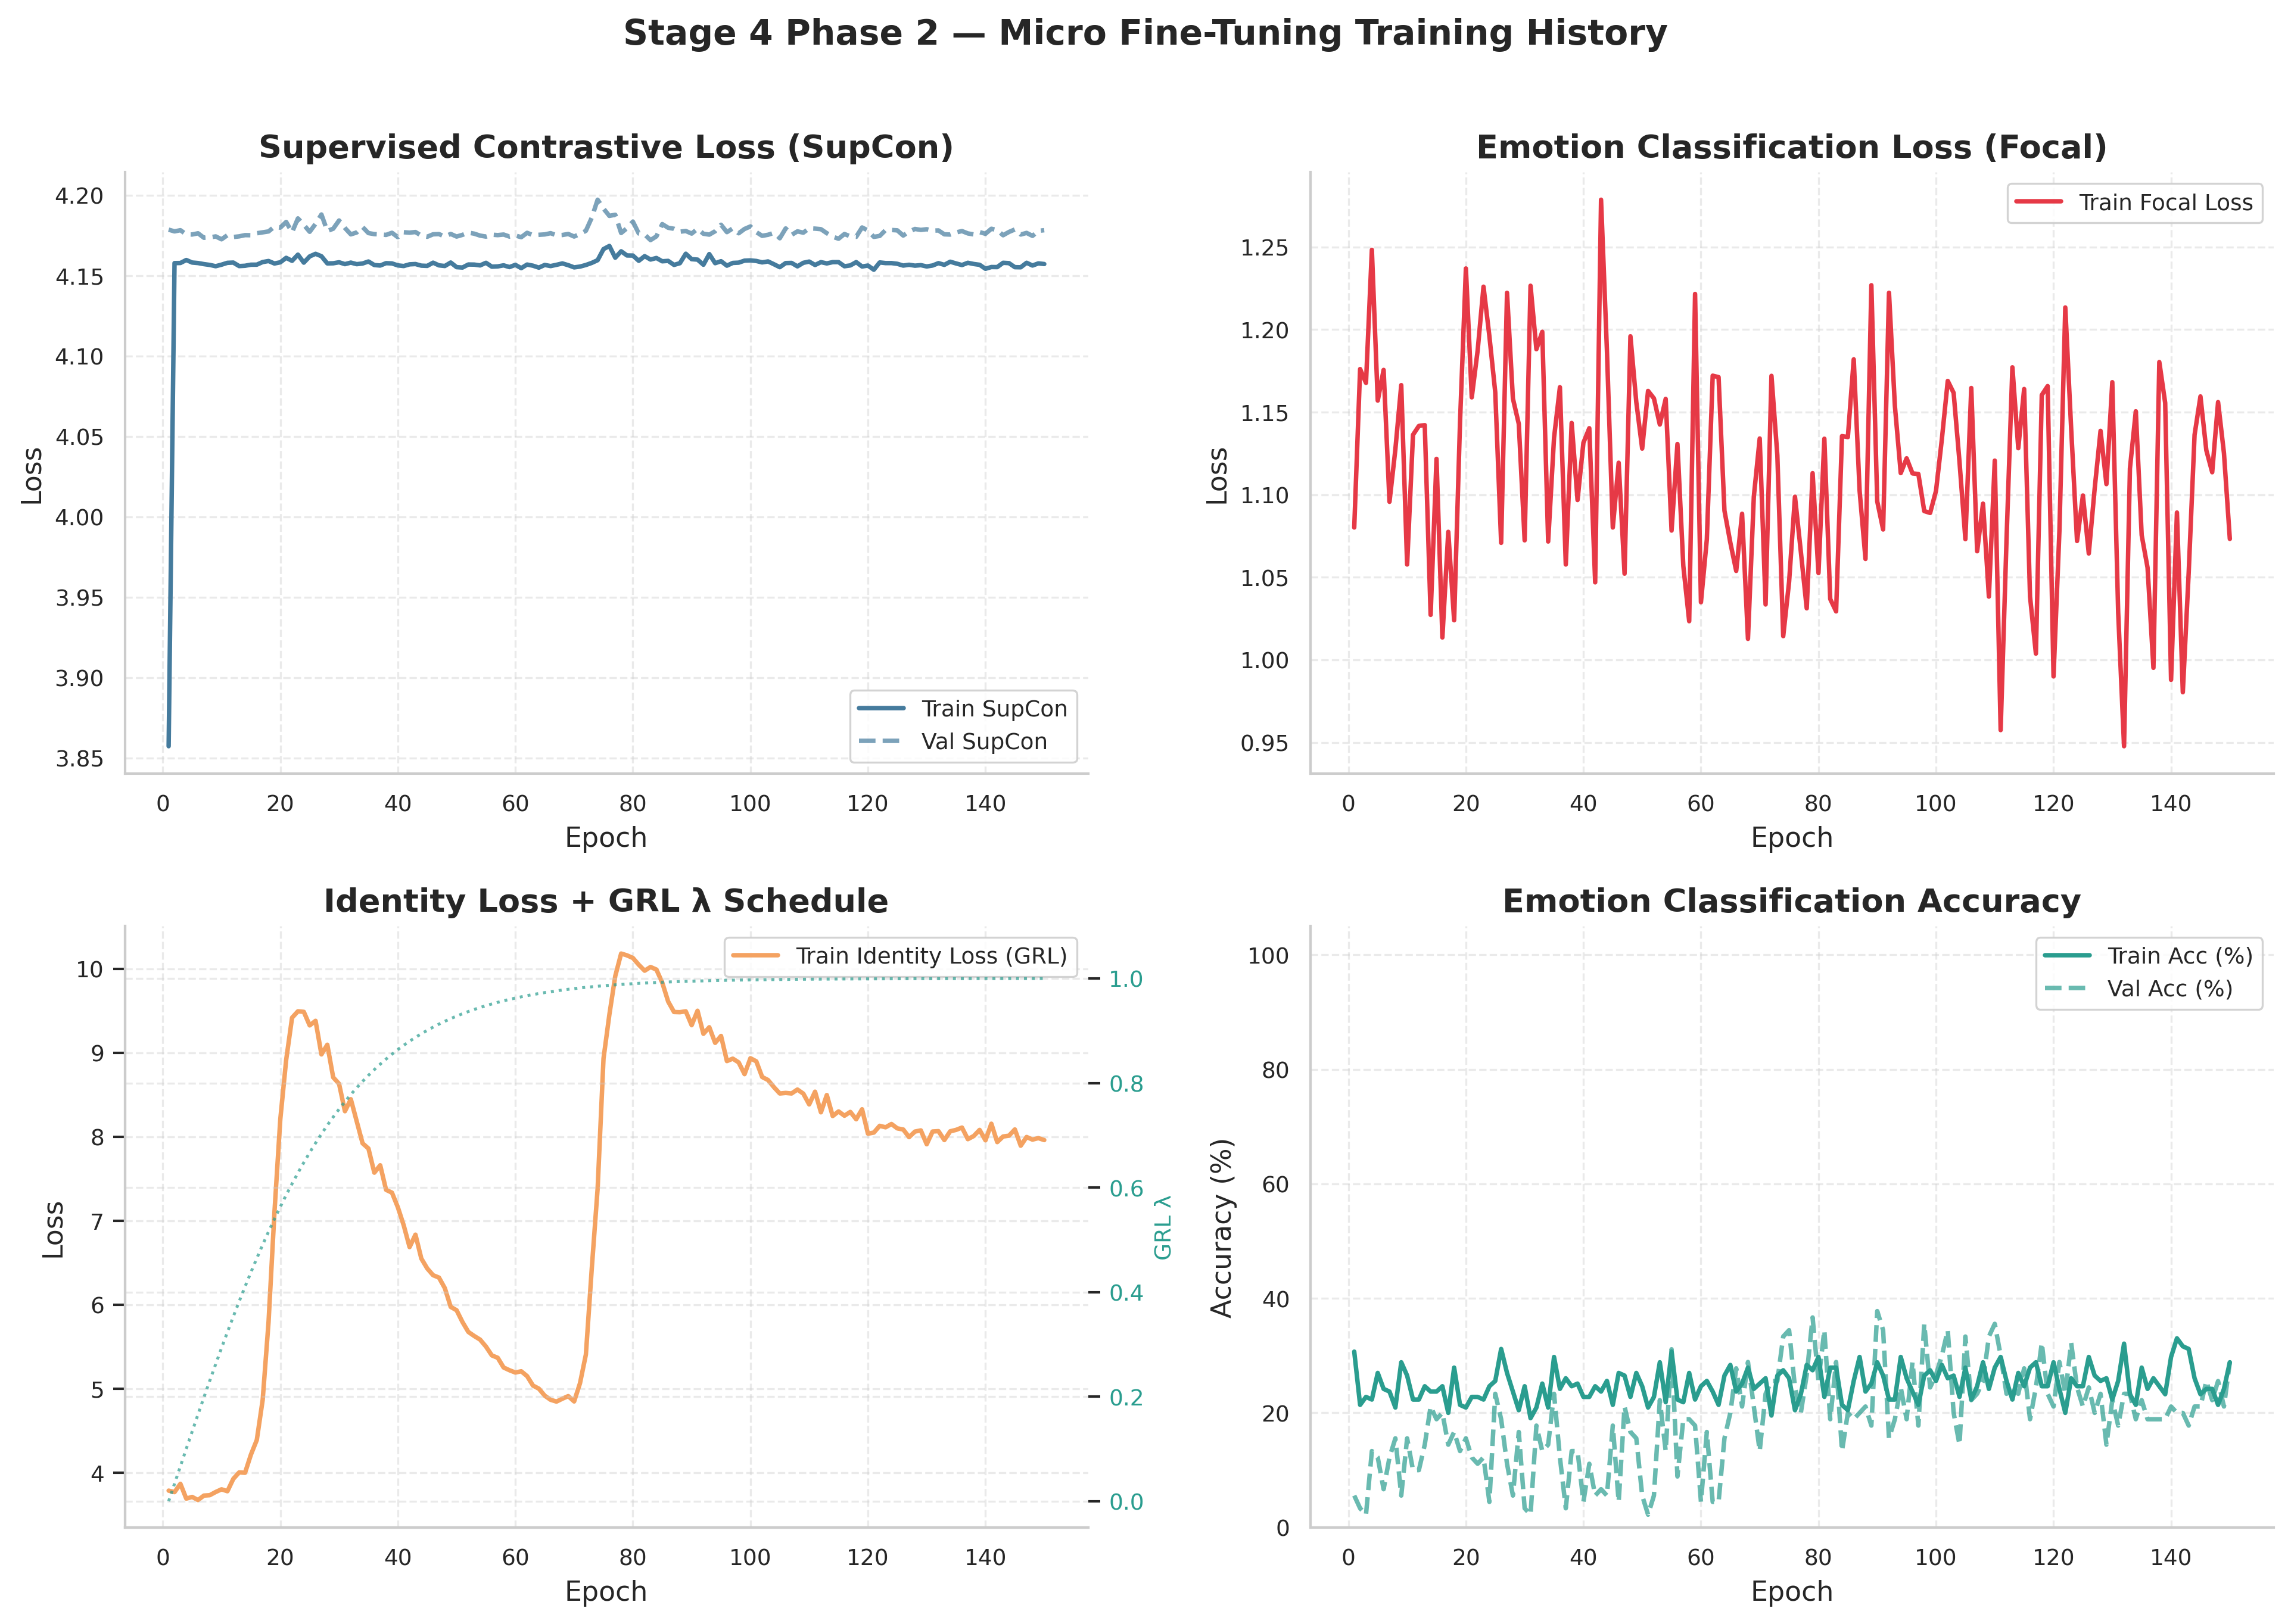 Stage 4 Phase 2 — Micro Fine-Tuning Training History
Supervised Contrastive Loss (SupCon)
Loss
4.20
4.15
4.10
4.05
4.00
3.95
3.90
3.85
Train SupCon
Val SupCon
0 20 40 60 80 100 120 140
Epoch
Emotion Classification Loss (Focal)
Loss
1.25
1.20
1.15
1.10
1.05
1.00
0.95
Train Focal Loss
0 20 40 60 80 100 120 140
Epoch
Identity Loss + GRL λ Schedule
Loss
10
9
8
7
6
5
4
Train Identity Loss (GRL)
1.0
0.8
0.6
0.4
0.2
0.0
GRL λ
0 20 40 60 80 100 120 140
Epoch
Emotion Classification Accuracy
Accuracy (%)
100
80
60
40
20
0
Train Acc (%)
Val Acc (%)
0 20 40 60 80 100 120 140
Epoch